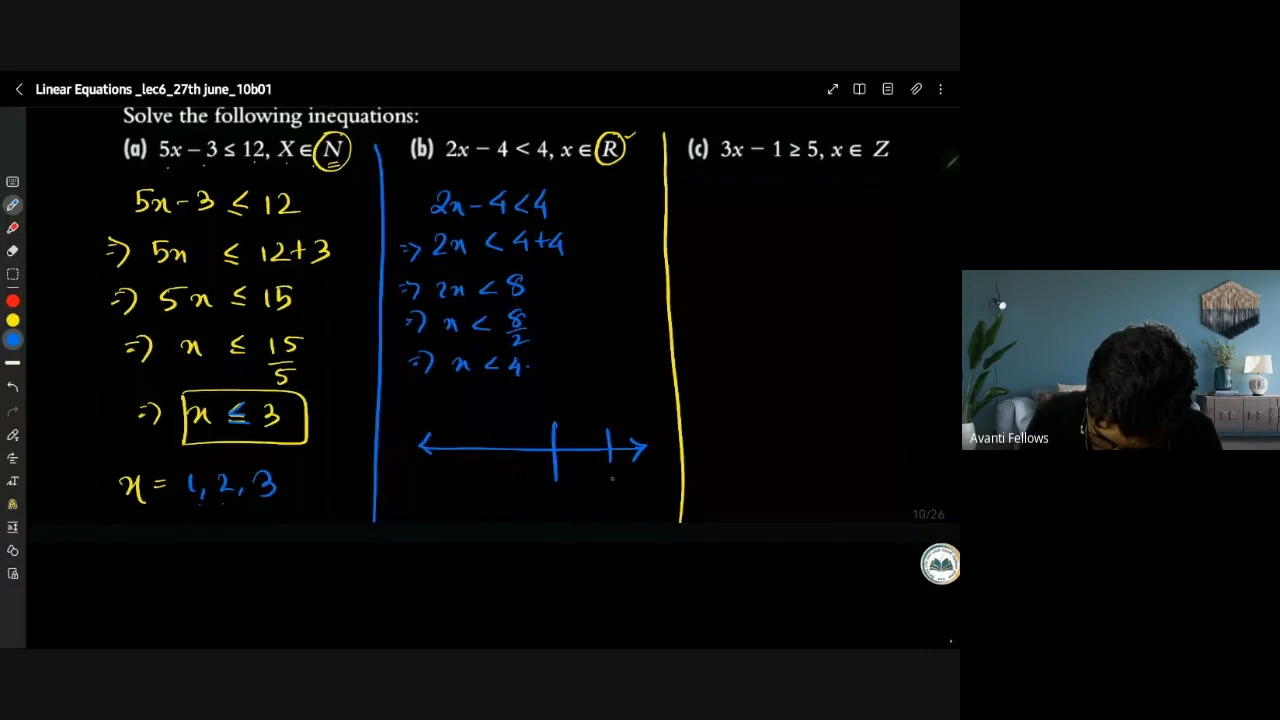 Linear Equations _lec6_27th june_10b01
Solve the following inequations:
(a) 5x − 3 ≤ 12, X ∈ N
5x - 3 ≤ 12
⇒ 5x ≤ 12+3
⇒ 5x ≤ 15
⇒ x ≤ 15/5
⇒ x ≤ 3
x = 1, 2, 3
(b) 2x − 4 < 4, x ∈ R
2x - 4 < 4
⇒ 2x < 4+4
⇒ 2x < 8
⇒ x < 8/2
⇒ x < 4.
(c) 3x − 1 ≥ 5, x ∈ Z
10/26
Avanti Fellows